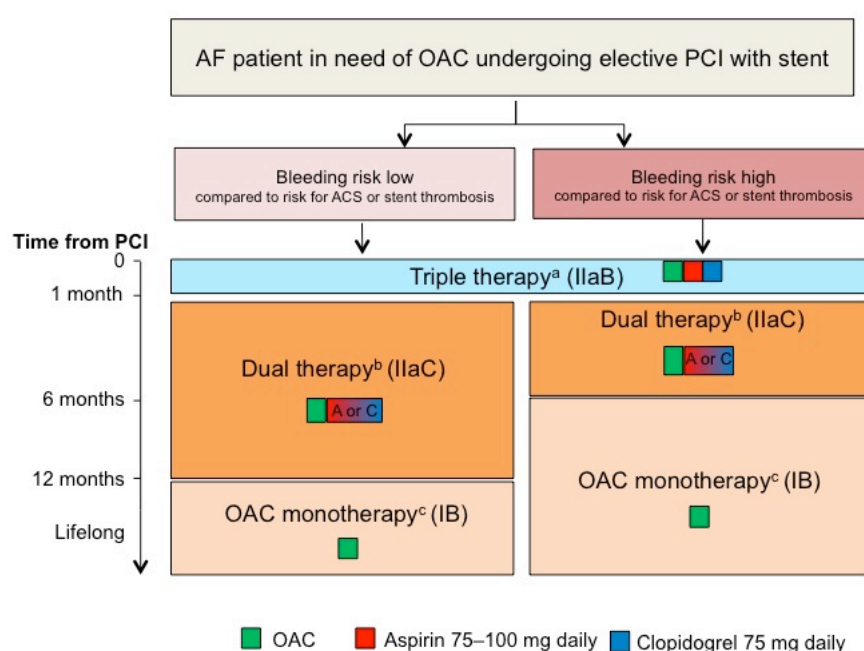 AF patient in need of OAC undergoing elective PCI with stent
Bleeding risk low
compared to risk for ACS or stent thrombosis
Bleeding risk high
compared to risk for ACS or stent thrombosis
Time from PCI
0
Triple therapyᵃ (IIaB)
1 month
Dual therapyᵇ (IIaC)
A or C
Dual therapyᵇ (IIaC)
A or C
6 months
12 months
OAC monotherapyᶜ (IB)
OAC monotherapyᶜ (IB)
Lifelong
OAC
Aspirin 75–100 mg daily
Clopidogrel 75 mg daily